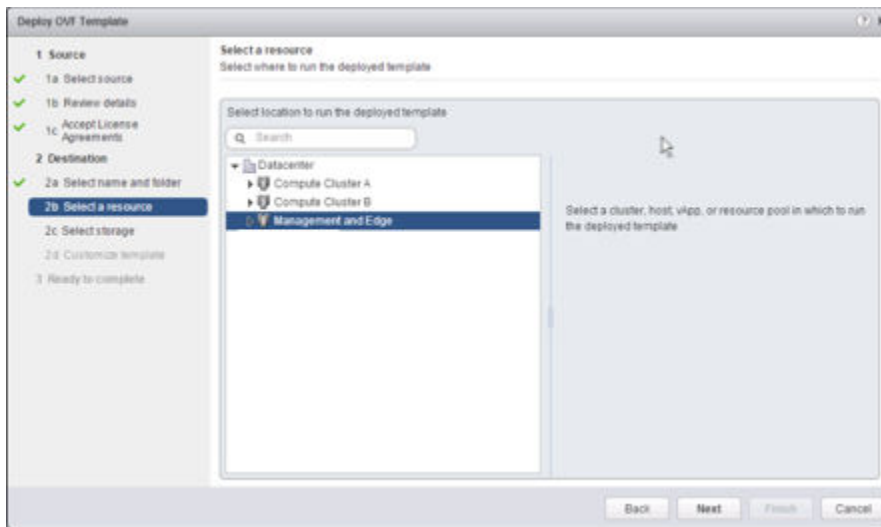 Deploy OVF Template
1 Source
1a Select source
1b Review details
1c Accept License
Agreements
2 Destination
2a Select name and folder
2b Select a resource
2c Select storage
2d Customize template
3 Ready to complete
Select a resource
Select where to run the deployed template
Select location to run the deployed template
Search
Datacenter
Compute Cluster A
Compute Cluster B
Management and Edge
Select a cluster, host, vApp, or resource pool in which to run
the deployed template
Back Next Finish Cancel